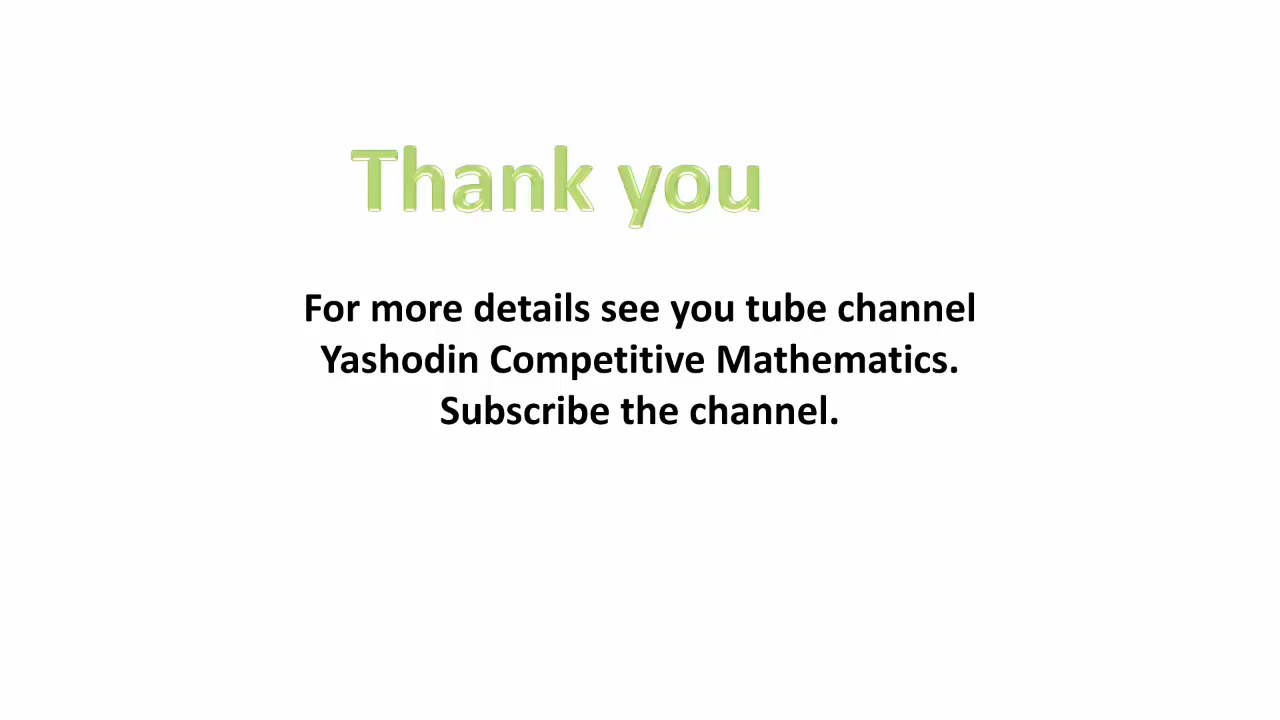 Thank you
For more details see you tube channel
Yashodin Competitive Mathematics.
Subscribe the channel.